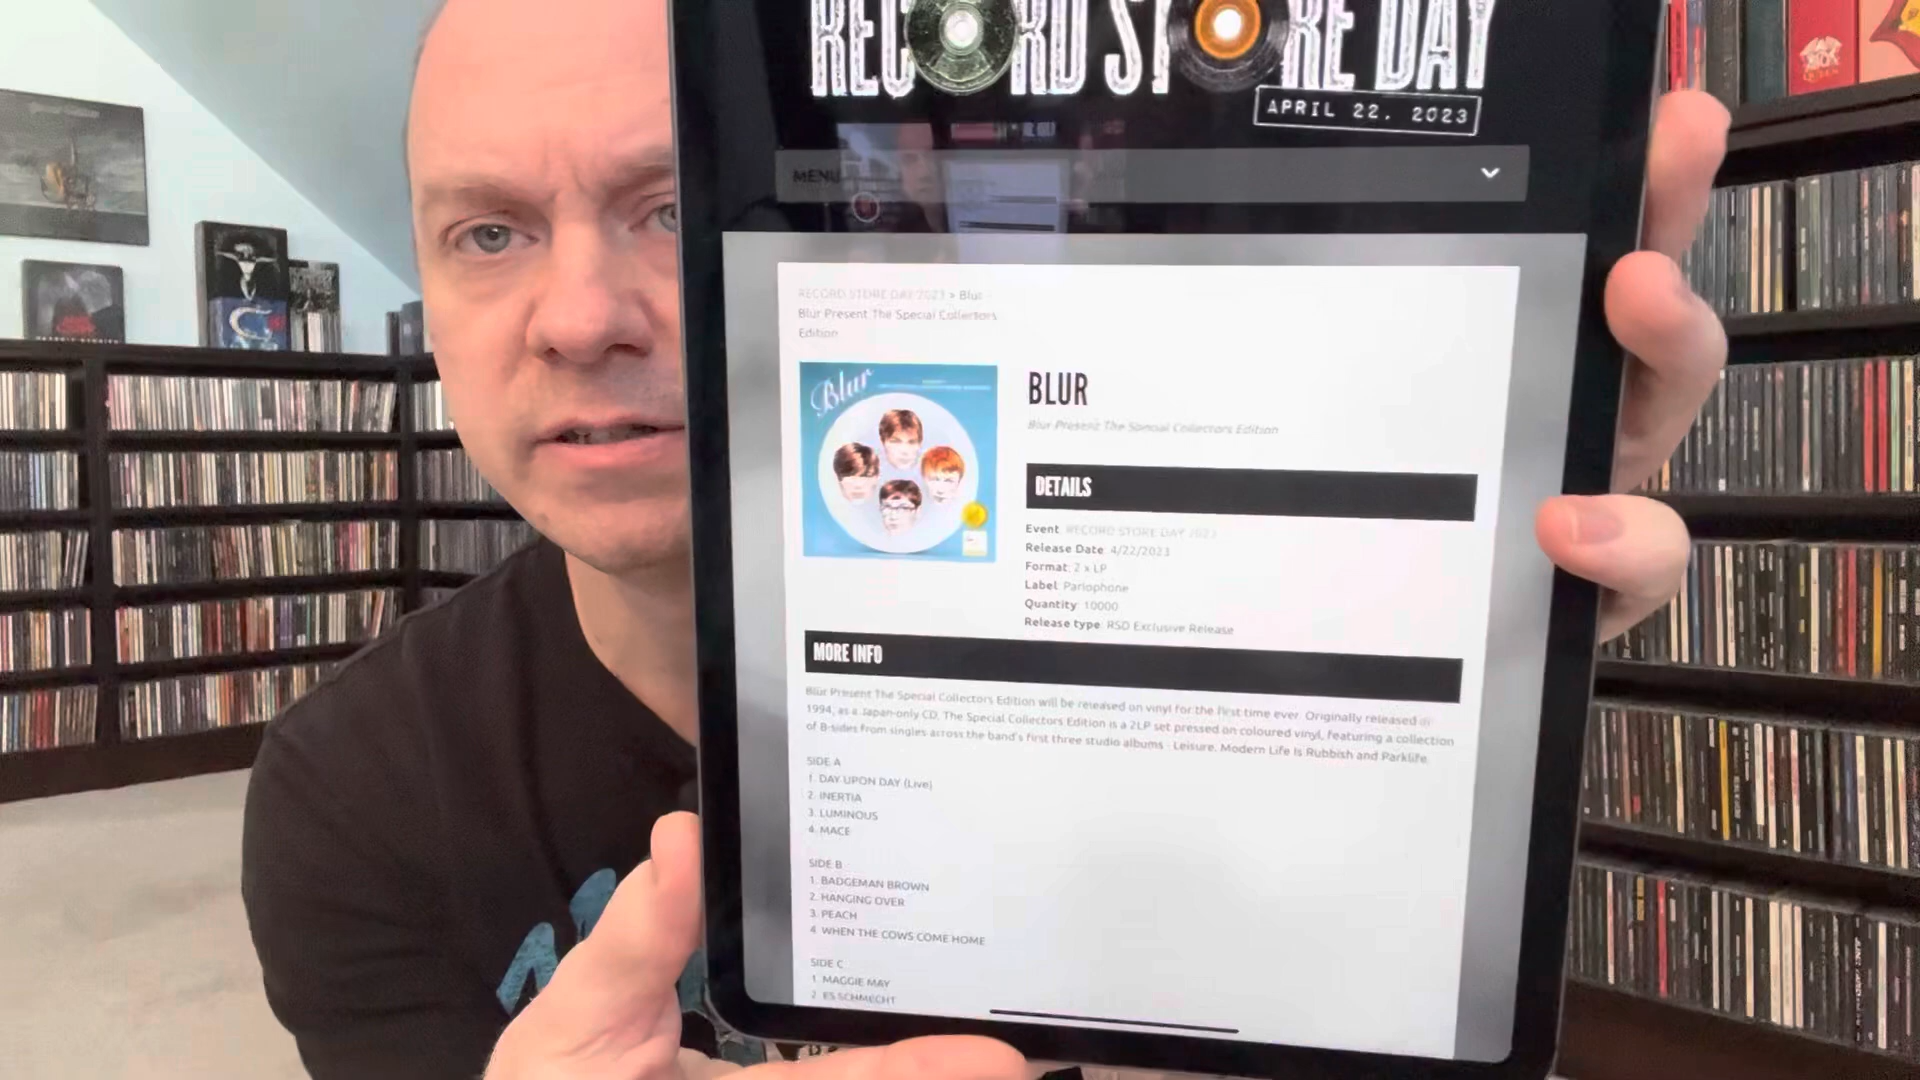 RECORD STORE DAY
APRIL 22, 2023
MENU
RECORD STORE DAY 2023 » Blur -
Blur Present The Special Collectors
Edition
Blur
BLUR
Blur Present The Special Collectors Edition
DETAILS
Event: RECORD STORE DAY 2023
Release Date: 4/22/2023
Format: 2 x LP
Label: Parlophone
Quantity: 10000
Release type: RSD Exclusive Release
MORE INFO
Blur Present The Special Collectors Edition will be released on vinyl for the first time ever. Originally released in
1994, as a Japan-only CD, The Special Collectors Edition is a 2LP set pressed on coloured vinyl, featuring a collection
of B-sides from singles across the band's first three studio albums - Leisure, Modern Life Is Rubbish and Parklife.
SIDE A
1. DAY UPON DAY (Live)
2. INERTIA
3. LUMINOUS
4. MACE
SIDE B
1. BADGEMAN BROWN
2. HANGING OVER
3. PEACH
4. WHEN THE COWS COME HOME
SIDE C
1. MAGGIE MAY
2. ES SCHMECHT
QUEEN